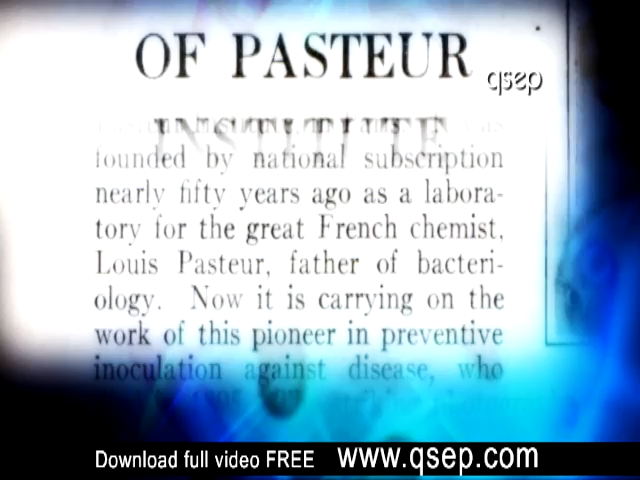 OF PASTEUR
qsep
INSTITUTE
founded by national subscription
nearly fifty years ago as a labora-
tory for the great French chemist,
Louis Pasteur, father of bacteri-
ology. Now it is carrying on the
work of this pioneer in preventive
inoculation against disease, who
Download full video FREE www.qsep.com